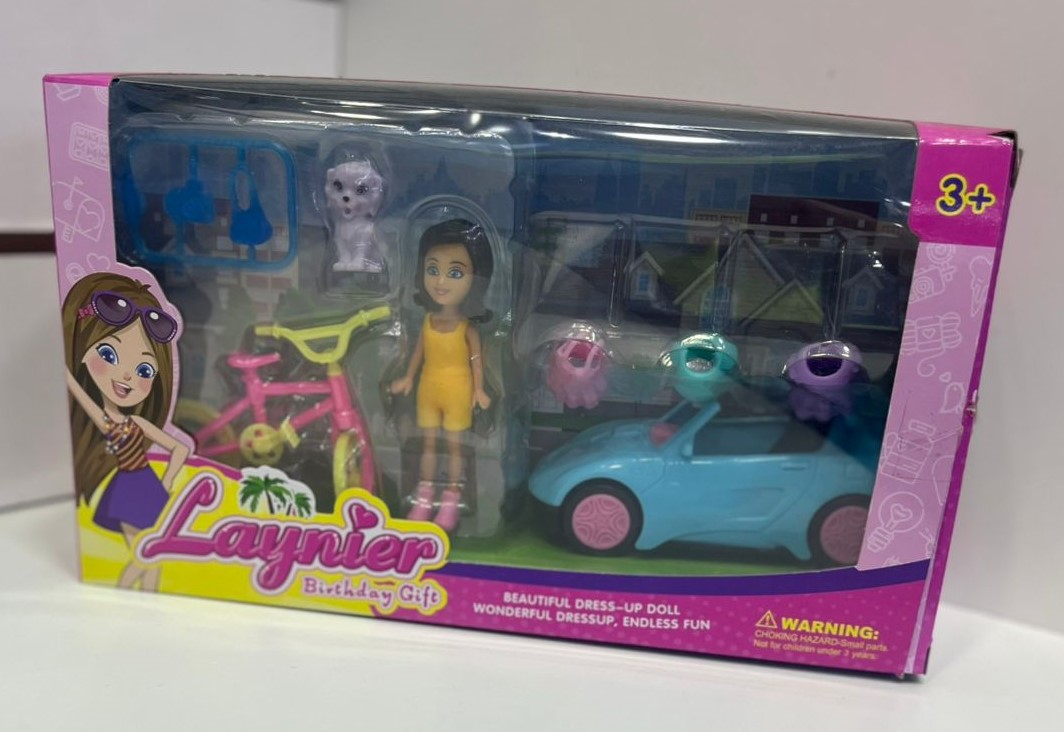 3+
Laynier
Birthday Gift
BEAUTIFUL DRESS-UP DOLL
WONDERFUL DRESSUP, ENDLESS FUN
WARNING:
CHOKING HAZARD-Small parts.
Not for children under 3 years.